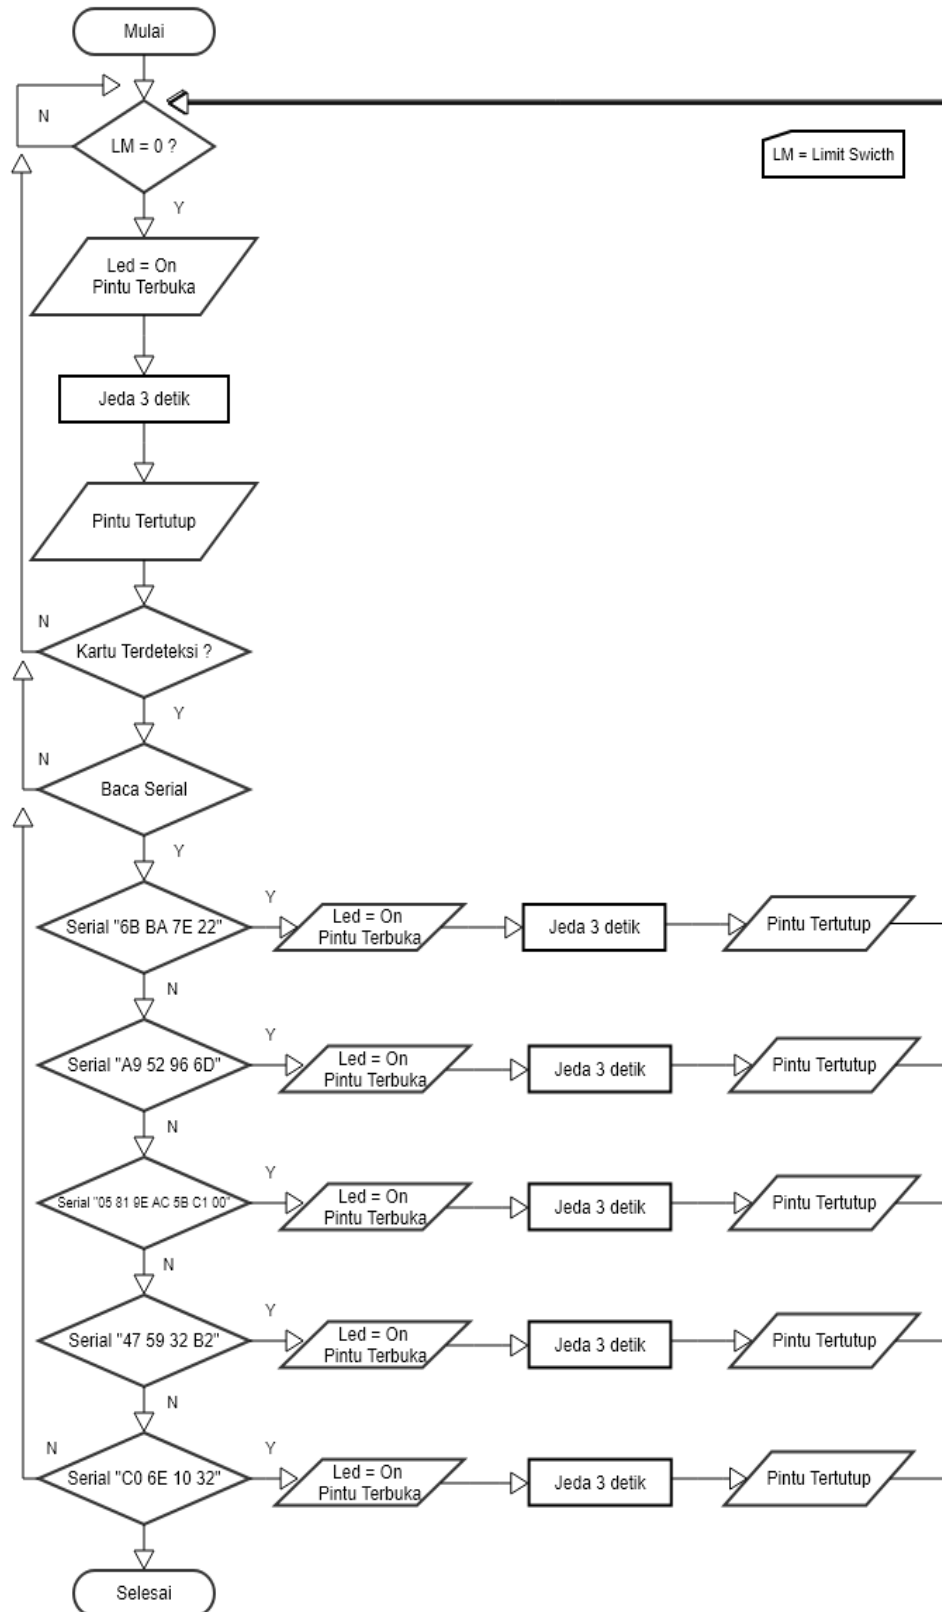 Mulai
N
LM = 0 ?
LM = Limit Swicth
Y
Led = On
Pintu Terbuka
Jeda 3 detik
Pintu Tertutup
N
Kartu Terdeteksi ?
Y
N
Baca Serial
Y
Serial "6B BA 7E 22"
Y
Led = On
Pintu Terbuka
Jeda 3 detik
Pintu Tertutup
N
Serial "A9 52 96 6D"
Y
Led = On
Pintu Terbuka
Jeda 3 detik
Pintu Tertutup
N
Serial "05 81 9E AC 5B C1 00"
Y
Led = On
Pintu Terbuka
Jeda 3 detik
Pintu Tertutup
N
Serial "47 59 32 B2"
Y
Led = On
Pintu Terbuka
Jeda 3 detik
Pintu Tertutup
N
N
Serial "C0 6E 10 32"
Y
Led = On
Pintu Terbuka
Jeda 3 detik
Pintu Tertutup
Selesai